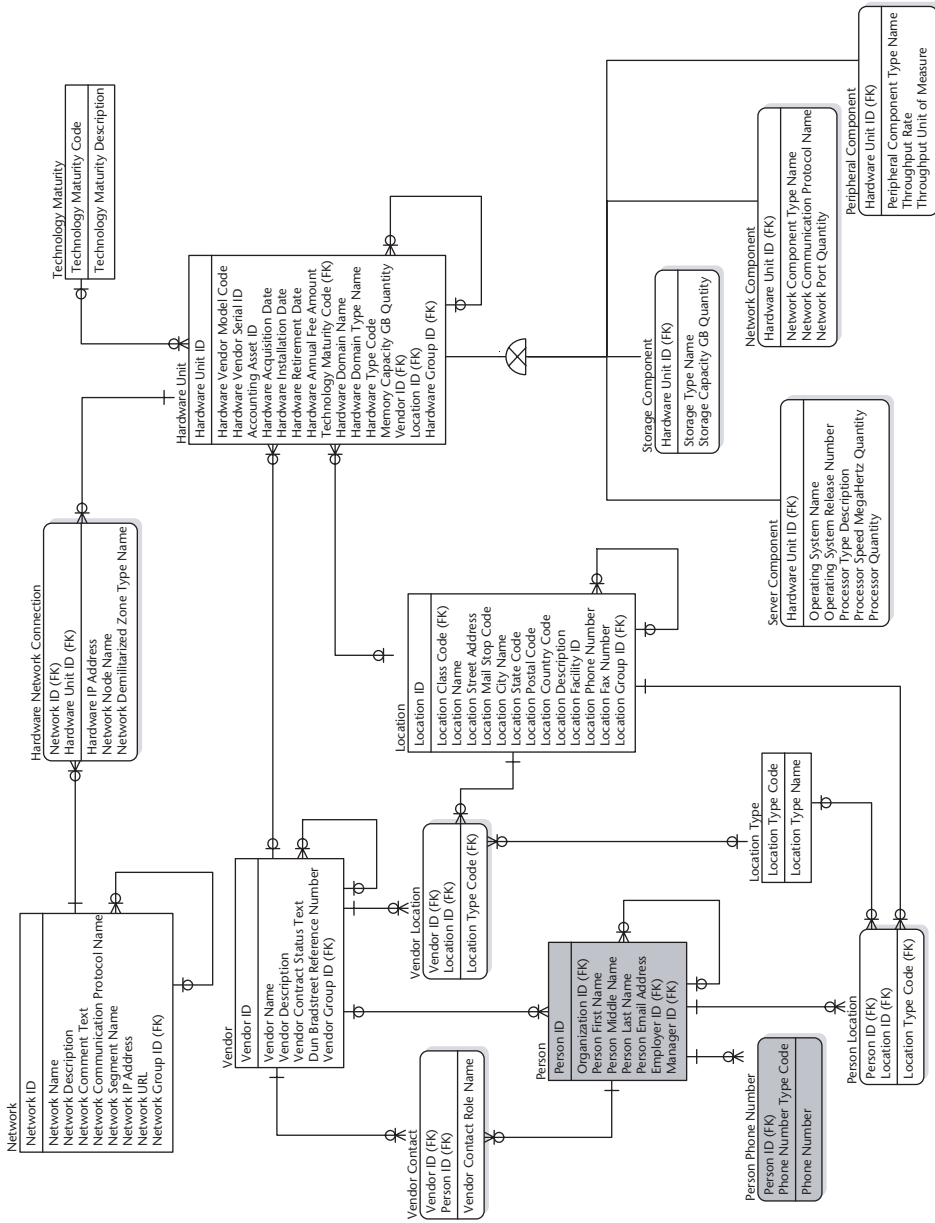 Network
Network ID
Network Name
Network Description
Network Comment Text
Network Communication Protocol Name
Network Segment Name
Network IP Address
Network URL
Network Group ID (FK)
Hardware Network Connection
Network ID (FK)
Hardware Unit ID (FK)
Hardware IP Address
Network Node Name
Network Demilitarized Zone Type Name
Technology Maturity
Technology Maturity Code
Technology Maturity Description
Hardware Unit
Hardware Unit ID
Hardware Vendor Model Code
Hardware Vendor Serial ID
Accounting Asset ID
Hardware Acquisition Date
Hardware Installation Date
Hardware Retirement Date
Hardware Annual Fee Amount
Technology Maturity Code (FK)
Hardware Domain Name
Hardware Domain Type Name
Hardware Type Code
Memory Capacity GB Quantity
Vendor ID (FK)
Location ID (FK)
Hardware Group ID (FK)
Vendor
Vendor ID
Vendor Name
Vendor Description
Vendor Contract Status Text
Dun Bradstreet Reference Number
Vendor Group ID (FK)
Vendor Contact
Vendor ID (FK)
Person ID (FK)
Vendor Contact Role Name
Vendor Location
Vendor ID (FK)
Location ID (FK)
Location Type Code (FK)
Location
Location ID
Location Class Code (FK)
Location Name
Location Street Address
Location Mail Stop Code
Location City Name
Location State Code
Location Postal Code
Location Country Code
Location Description
Location Facility ID
Location Phone Number
Location Fax Number
Location Group ID (FK)
Person
Person ID
Organization ID (FK)
Person First Name
Person Middle Name
Person Last Name
Person Email Address
Employer ID (FK)
Manager ID (FK)
Person Phone Number
Person ID (FK)
Phone Number Type Code
Phone Number
Location Type
Location Type Code
Location Type Name
Person Location
Person ID (FK)
Location ID (FK)
Location Type Code (FK)
Storage Component
Hardware Unit ID (FK)
Storage Type Name
Storage Capacity GB Quantity
Server Component
Hardware Unit ID (FK)
Operating System Name
Operating System Release Number
Processor Type Description
Processor Speed MegaHertz Quantity
Processor Quantity
Network Component
Hardware Unit ID (FK)
Network Component Type Name
Network Communication Protocol Name
Network Port Quantity
Peripheral Component
Hardware Unit ID (FK)
Peripheral Component Type Name
Throughput Rate
Throughput Unit of Measure